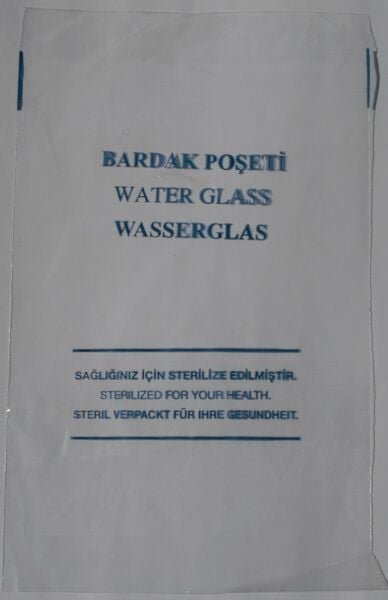 BARDAK POŞETİ
WATER GLASS
WASSERGLAS
SAĞLIĞINIZ İÇİN STERİLİZE EDİLMİŞTİR.
STERILIZED FOR YOUR HEALTH.
STERIL VERPACKT FÜR IHRE GESUNDHEIT.